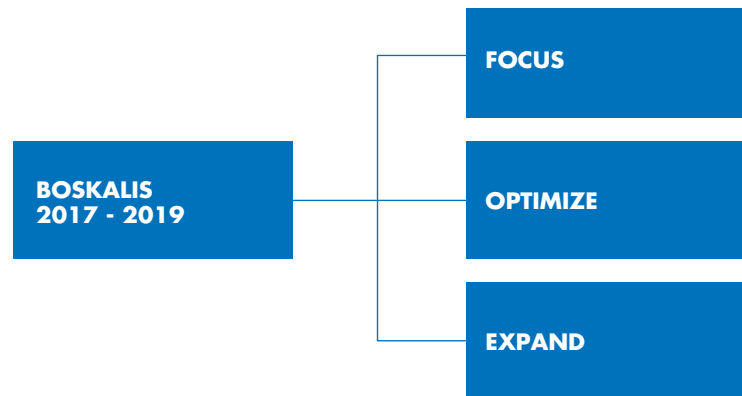 FOCUS
BOSKALIS
2017 - 2019
OPTIMIZE
EXPAND